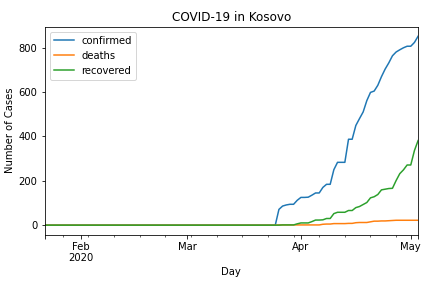 COVID-19 in Kosovo
confirmed
deaths
recovered
Number of Cases
800
600
400
200
0
Feb
2020
Mar
Apr
May
Day